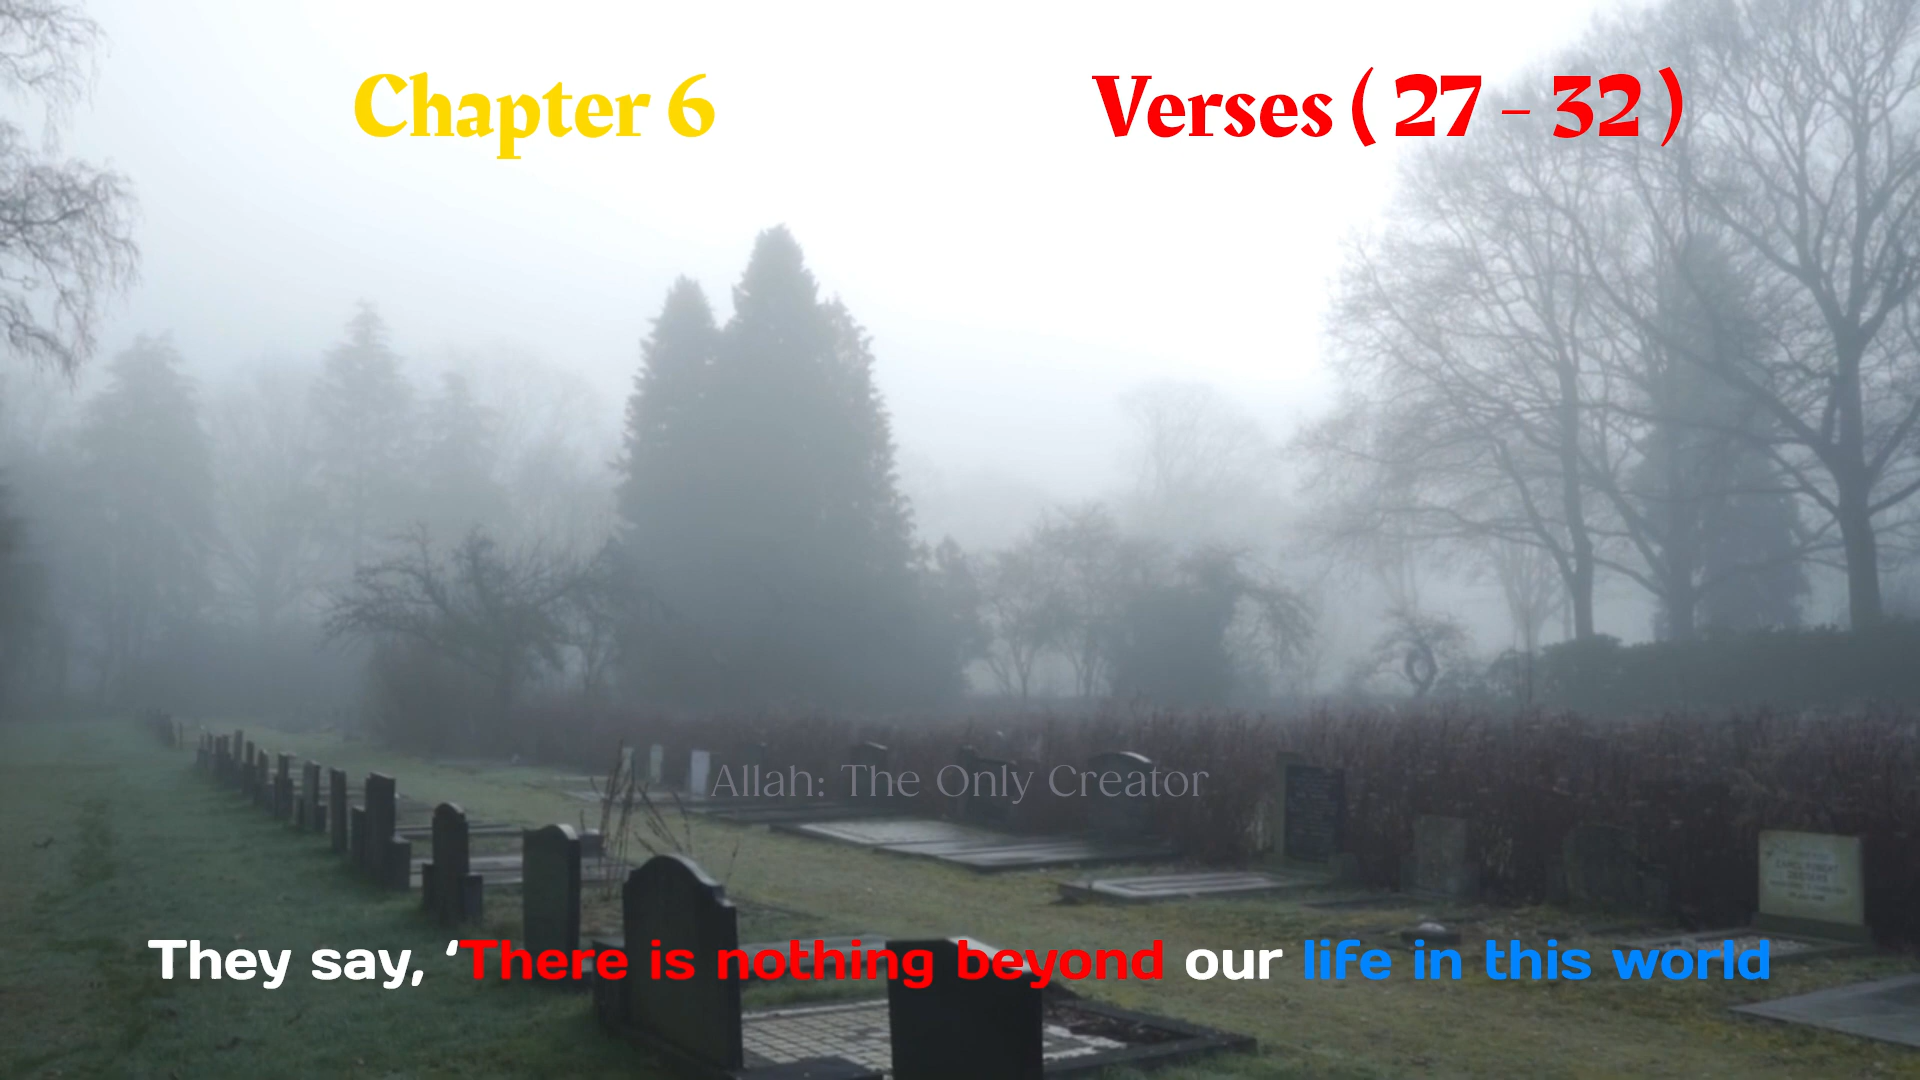 Chapter 6
Verses ( 27 - 32 )
Allah: The Only Creator
They say, ‘There is nothing beyond our life in this world